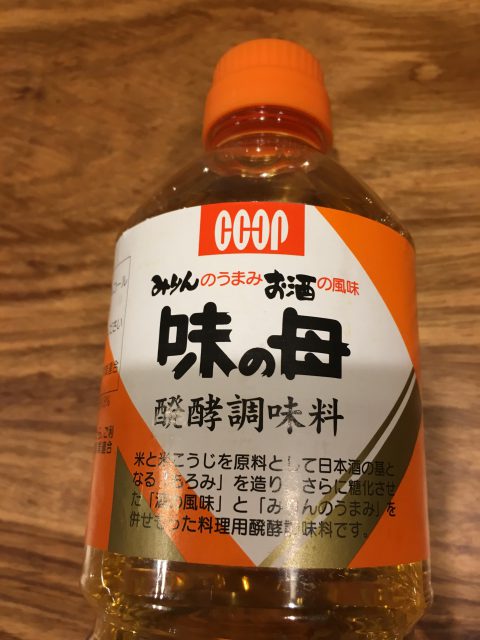 CO-OP
みりんのうまみお酒の風味
味の母
醗酵調味料
米と米こうじを原料として日本酒の基と
なる「もろみ」を造り、さらに糖化させ
た「酒の風味」と「みりんのうまみ」を
併せもった料理用醗酵調味料です。